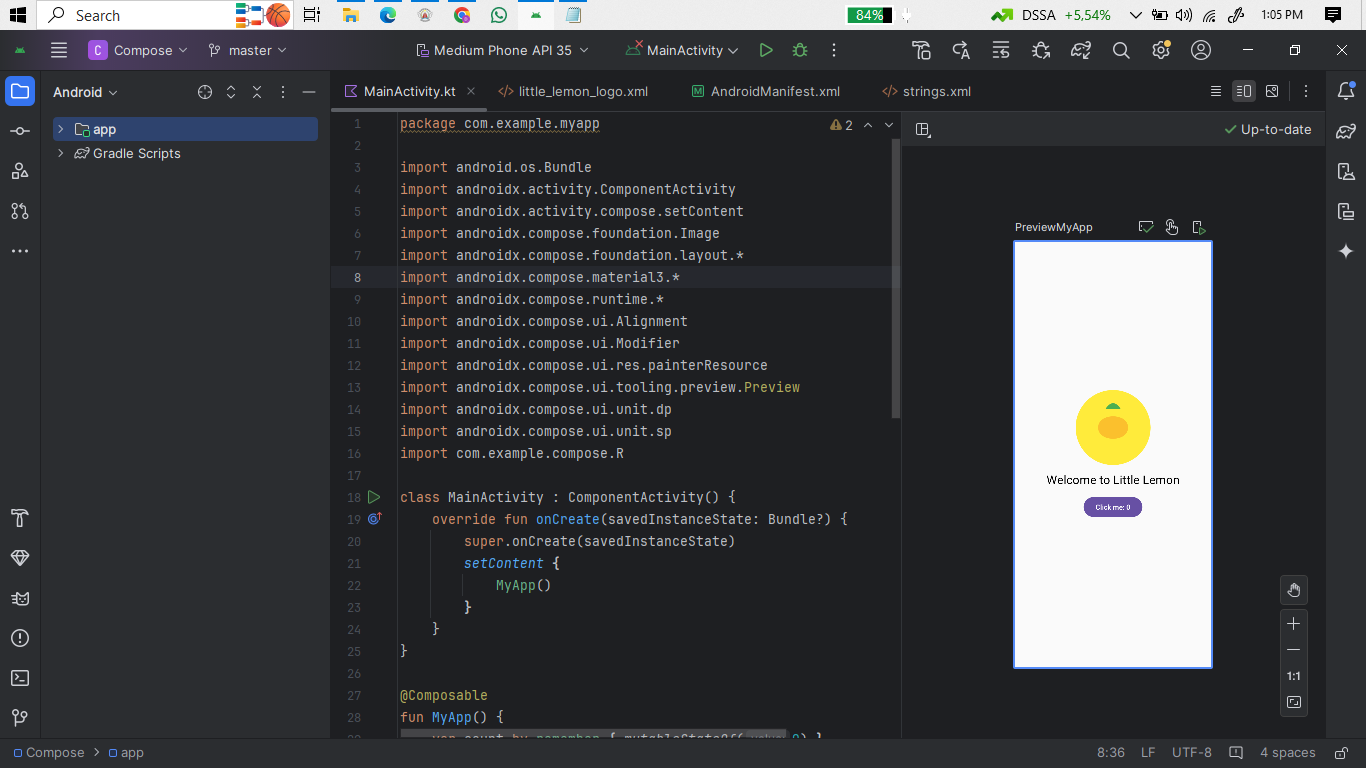 Search
84%
DSSA +5,54%
1:05 PM
C Compose
master
Medium Phone API 35
MainActivity
Android
MainActivity.kt
little_lemon_logo.xml
AndroidManifest.xml
strings.xml
app
Gradle Scripts
2
Up-to-date
1 package com.example.myapp
2
3 import android.os.Bundle
4 import androidx.activity.ComponentActivity
5 import androidx.activity.compose.setContent
6 import androidx.compose.foundation.Image
7 import androidx.compose.foundation.layout.*
8 import androidx.compose.material3.*
9 import androidx.compose.runtime.*
10 import androidx.compose.ui.Alignment
11 import androidx.compose.ui.Modifier
12 import androidx.compose.ui.res.painterResource
13 import androidx.compose.ui.tooling.preview.Preview
14 import androidx.compose.ui.unit.dp
15 import androidx.compose.ui.unit.sp
16 import com.example.compose.R
17
18 class MainActivity : ComponentActivity() {
19 override fun onCreate(savedInstanceState: Bundle?) {
20 super.onCreate(savedInstanceState)
21 setContent {
22 MyApp()
23 }
24 }
25 }
26
27 @Composable
28 fun MyApp() {
PreviewMyApp
Welcome to Little Lemon
Click me: 0
1:1
Compose > app
8:36 LF UTF-8 4 spaces